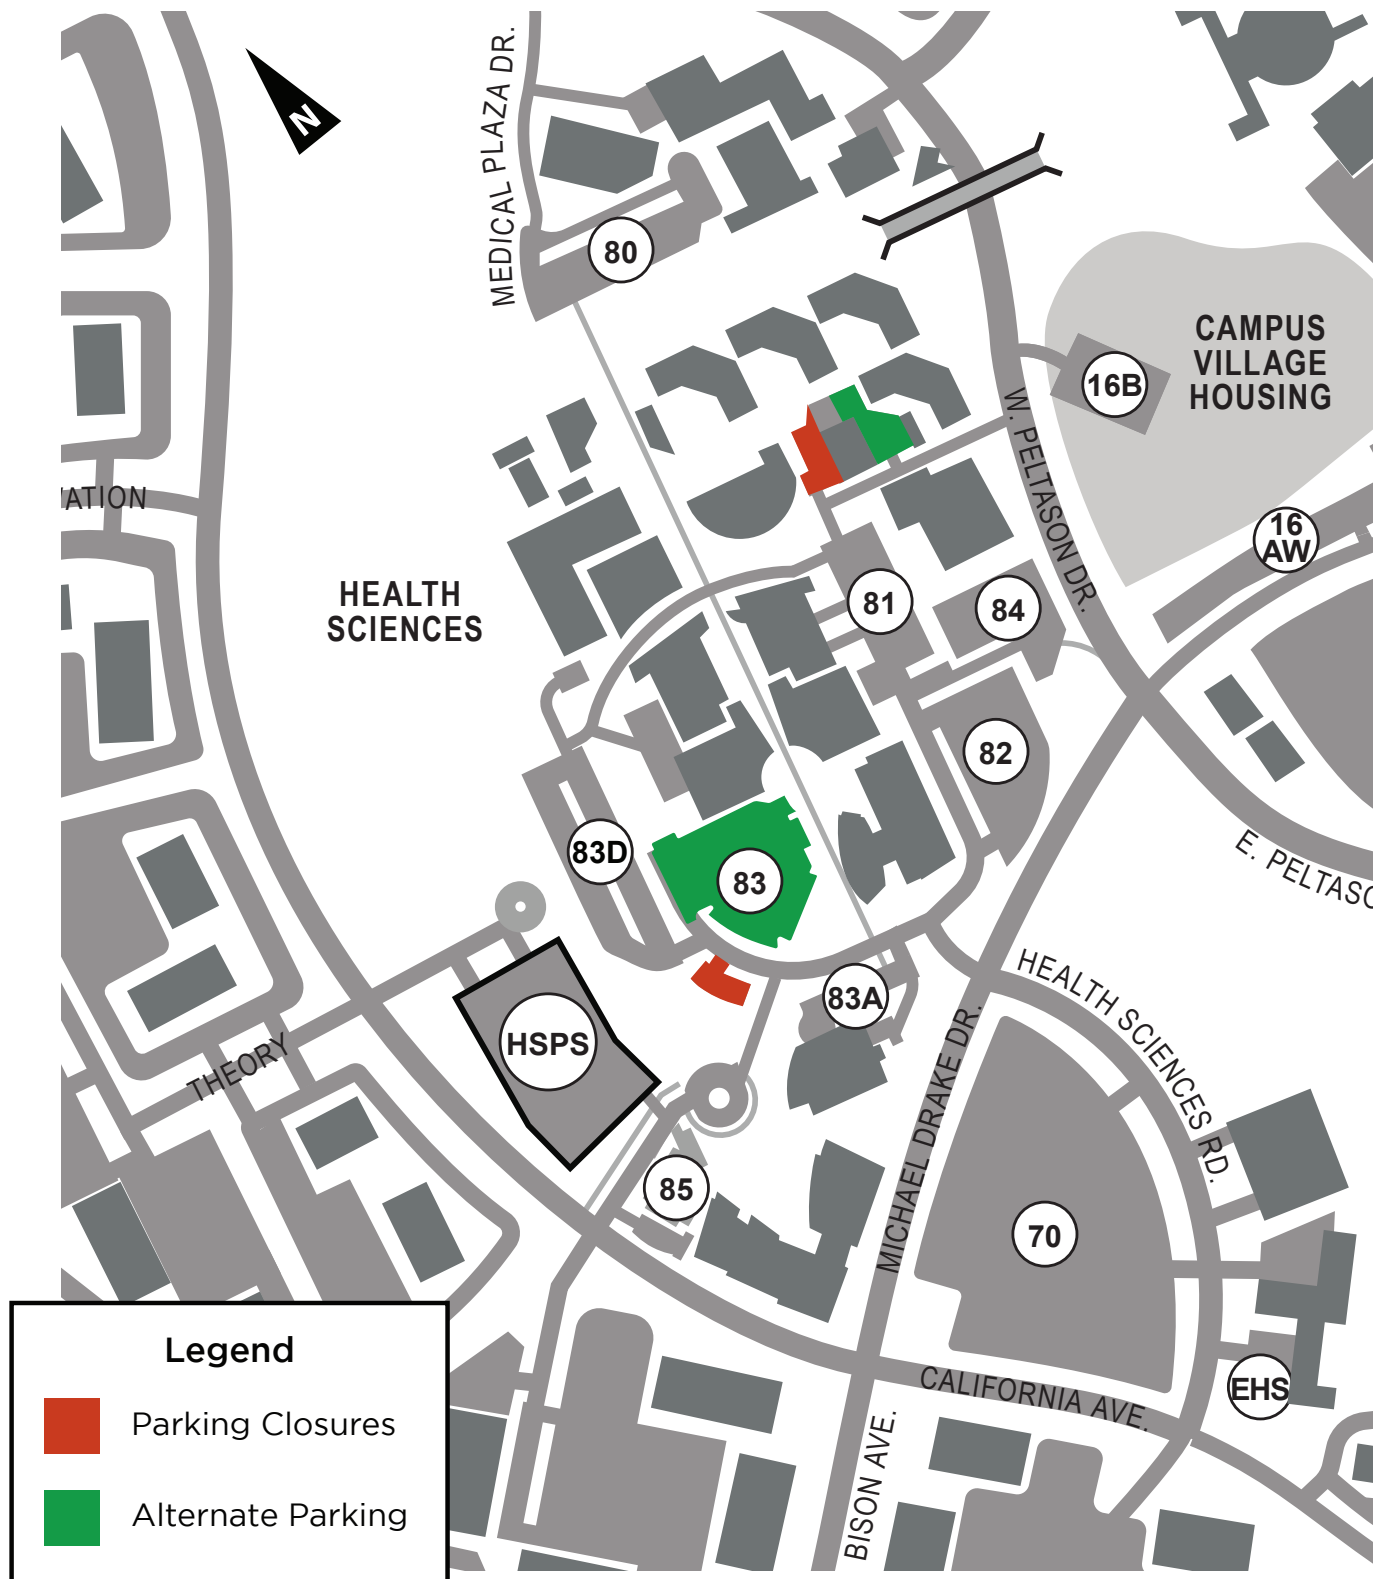 N
MEDICAL PLAZA DR.
80
CAMPUS
VILLAGE
HOUSING
16B
W. PELTASON DR.
16
AW
HEALTH
SCIENCES
81
84
82
83D
83
E. PELTASO
83A
HSPS
HEALTH SCIENCES RD.
THEORY
MICHAEL DRAKE DR.
85
70
CALIFORNIA AVE.
EHS
BISON AVE.
Legend
Parking Closures
Alternate Parking